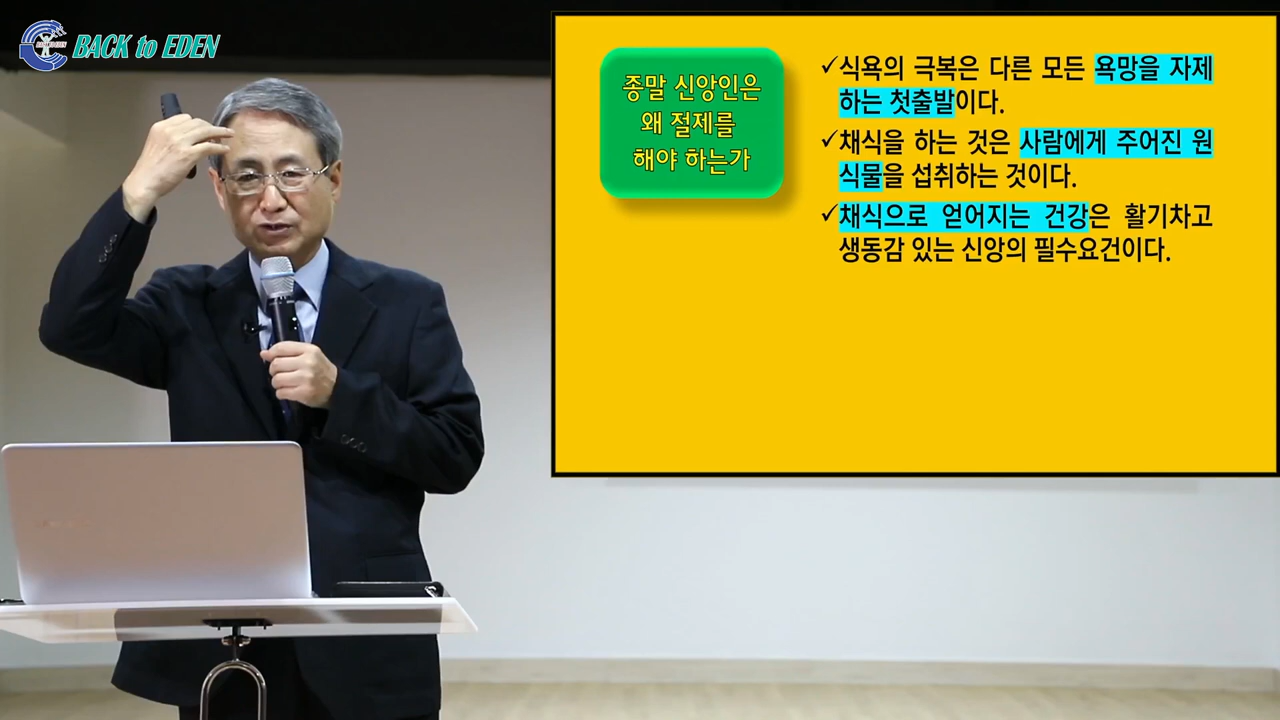 BACK to EDEN
종말 신앙인은
왜 절제를
해야 하는가
✓식욕의 극복은 다른 모든 욕망을 자제
하는 첫출발이다.
✓채식을 하는 것은 사람에게 주어진 원
식물을 섭취하는 것이다.
✓채식으로 얻어지는 건강은 활기차고
생동감 있는 신앙의 필수요건이다.